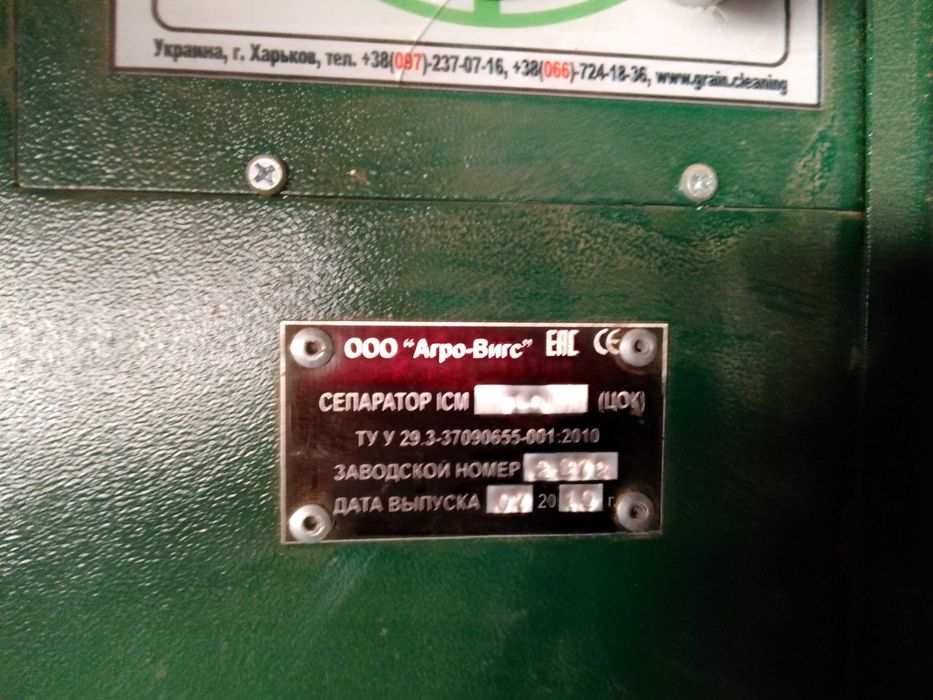 Украина, г. Харьков, тел. +38(097)-237-07-16, +38(066)-724-18-36, www.grain.cleaning
ООО "Агро-Вигс" EAC CE
СЕПАРАТОР ІСМ (ЦОК)
ТУ У 29.3-37090655-001:2010
ЗАВОДСКОЙ НОМЕР
ДАТА ВЫПУСКА 20 г.